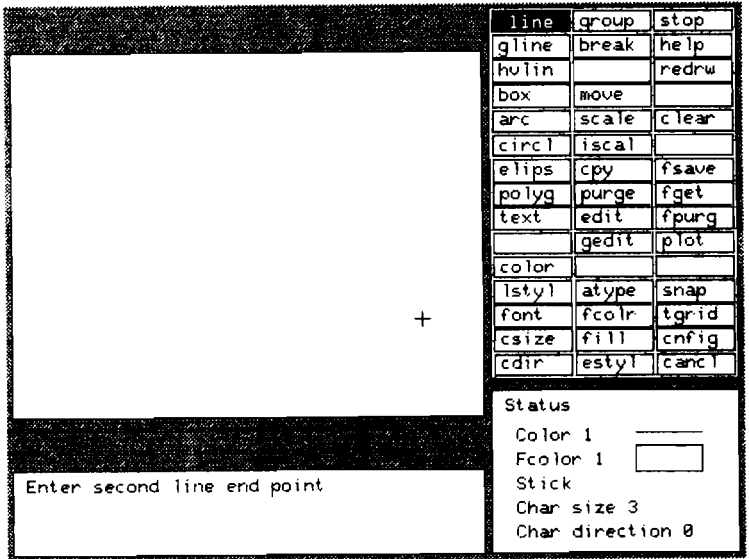 line group stop
gline break help
hvlin redrw
box move
arc scale clear
circl iscal
elips cpy fsave
polyg purge fget
text edit fpurg
gedit plot
color
lstyl atype snap
font fcolr tgrid
csize fill cnfig
cdir estyl cancl
Status
Color 1
Fcolor 1
Stick
Char size 3
Char direction 0
Enter second line end point